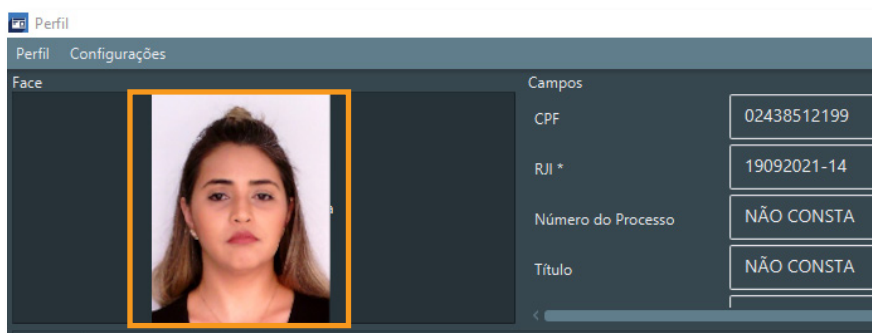 Perfil
Perfil Configurações
Face
Campos
CPF 02438512199
RJI * 19092021-14
a
Número do Processo NÃO CONSTA
Título NÃO CONSTA